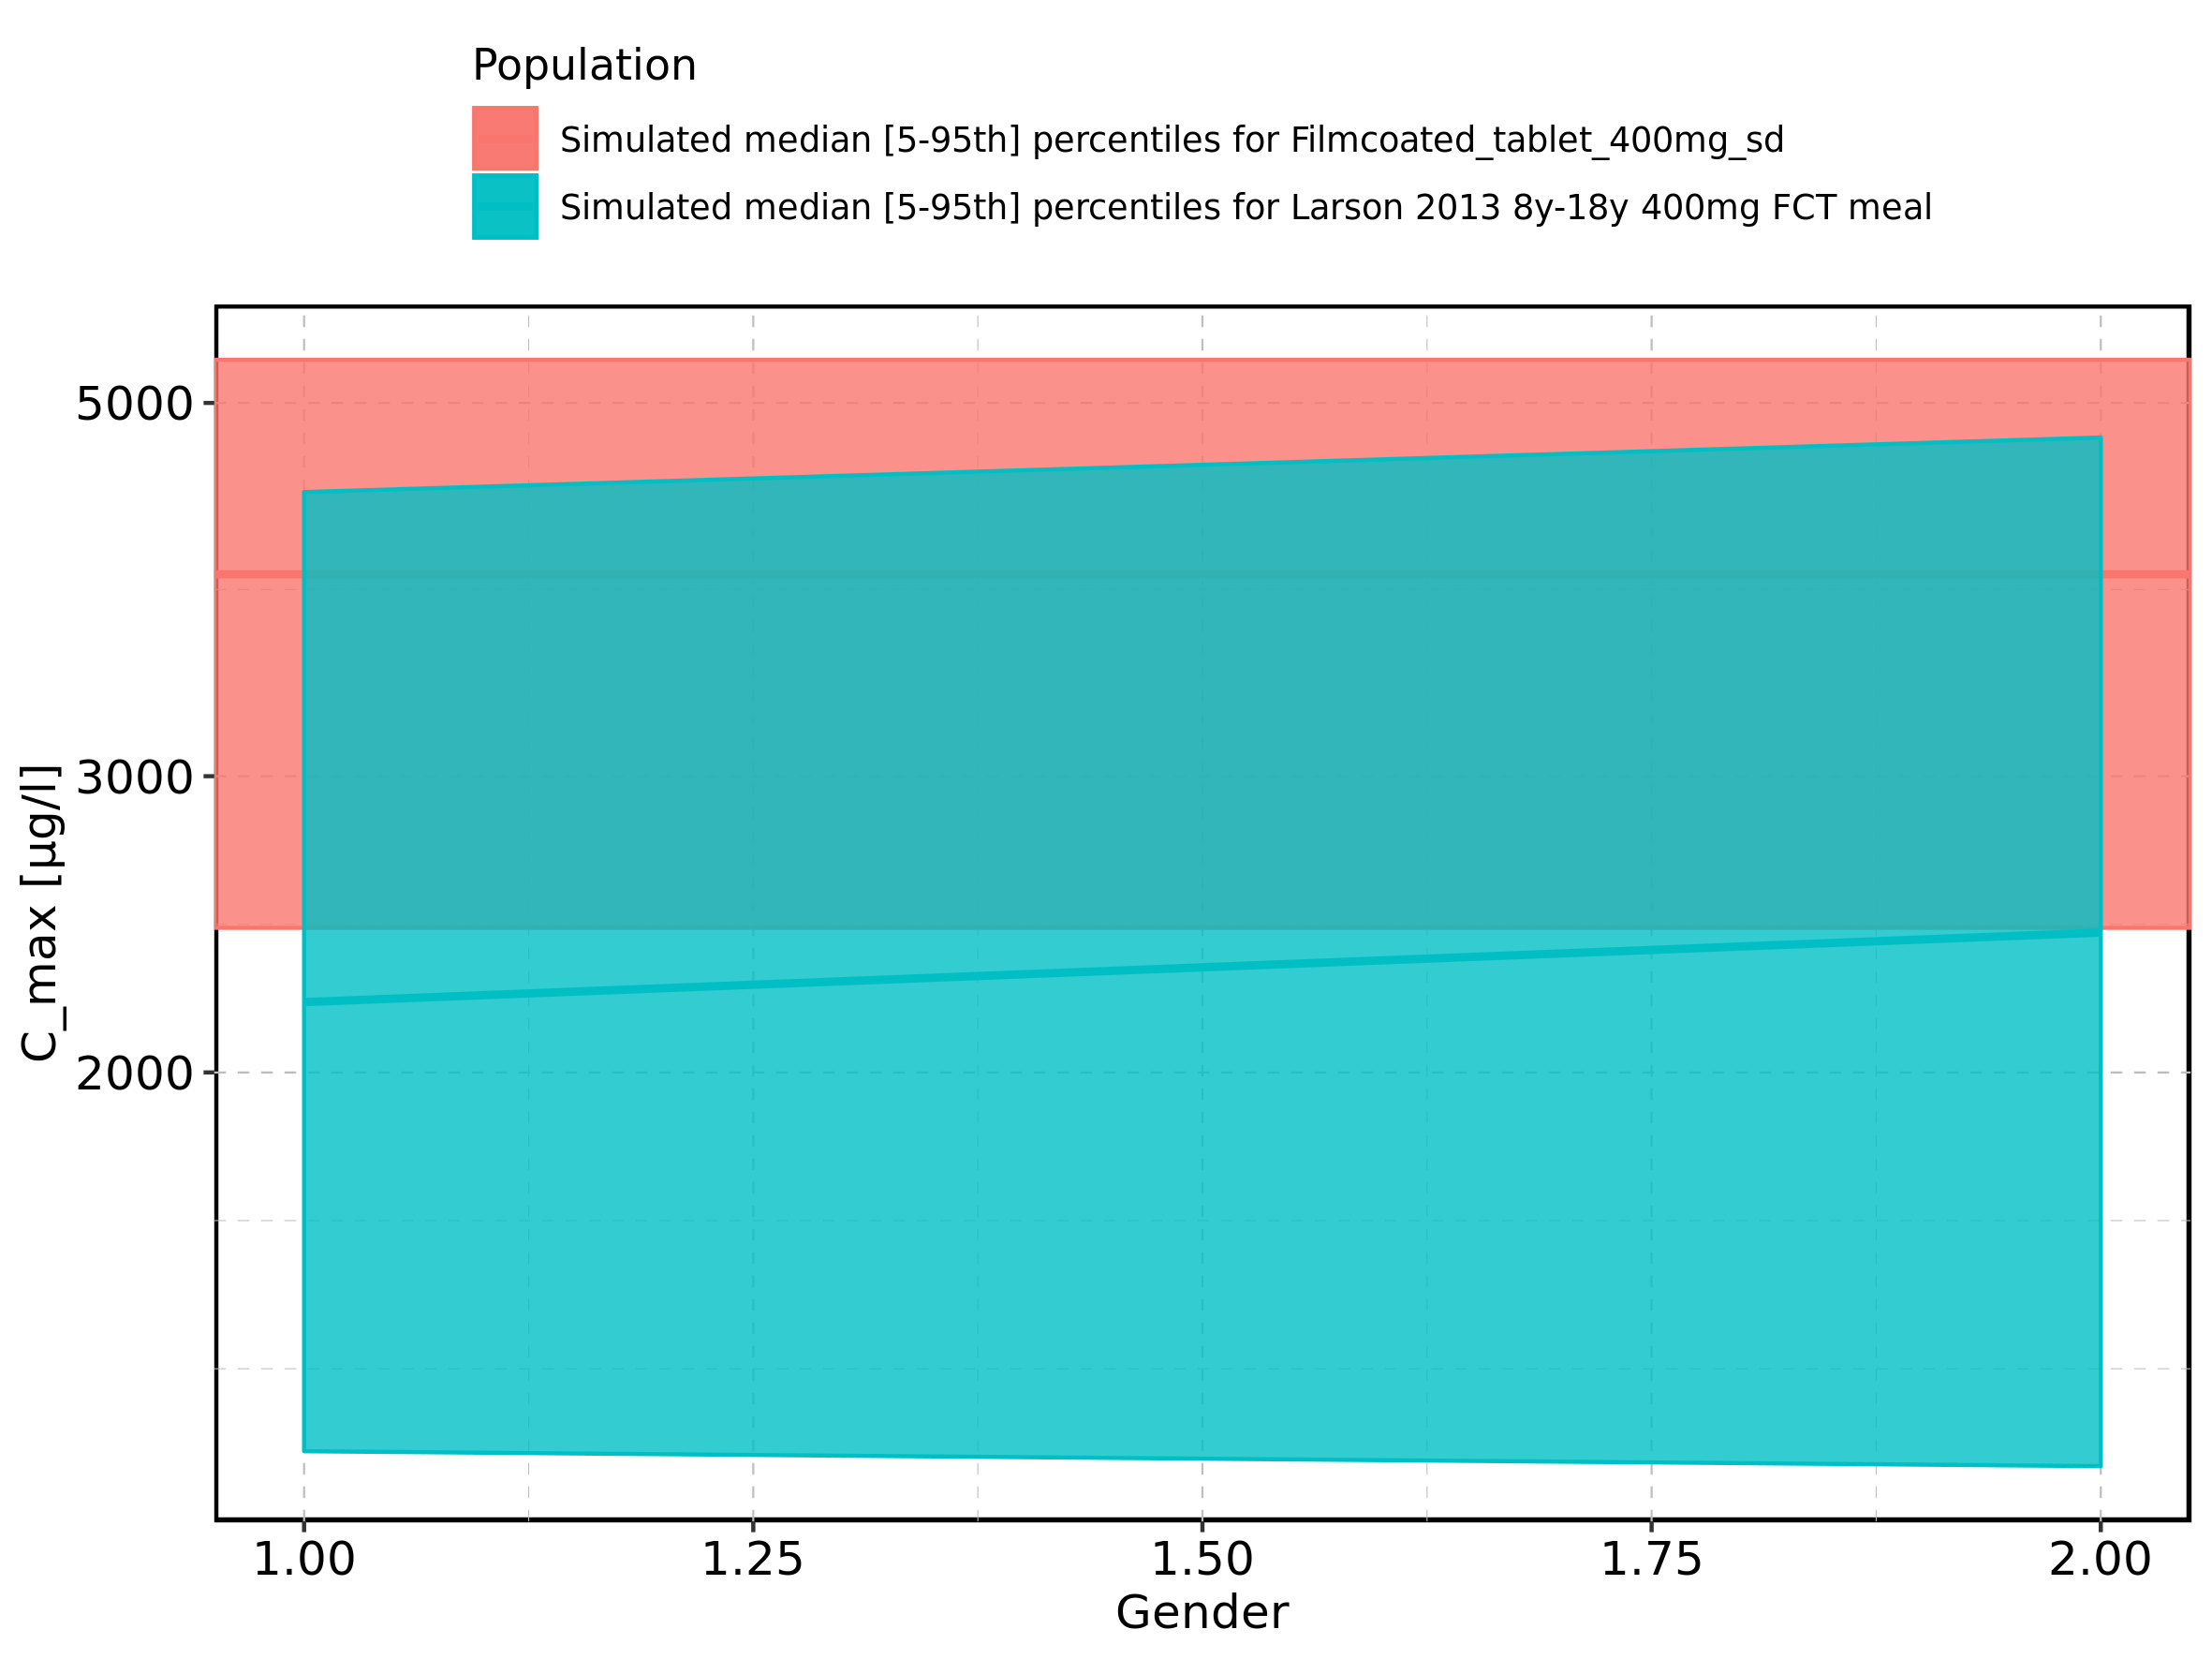 Population
Simulated median [5-95th] percentiles for Filmcoated_tablet_400mg_sd
Simulated median [5-95th] percentiles for Larson 2013 8y-18y 400mg FCT meal
5000
3000
2000
C_max [µg/l]
1.00 1.25 1.50 1.75 2.00
Gender